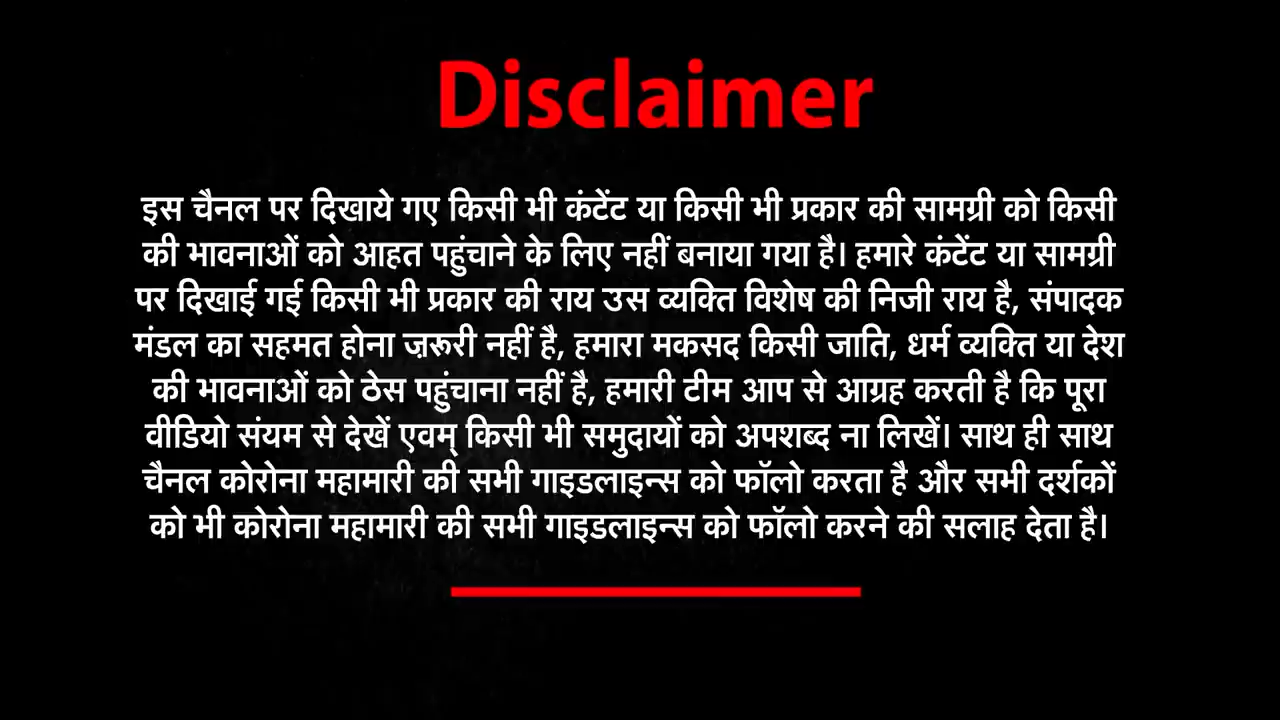 Disclaimer
इस चैनल पर दिखाये गए किसी भी कंटेंट या किसी भी प्रकार की सामग्री को किसी
की भावनाओं को आहत पहुंचाने के लिए नहीं बनाया गया है। हमारे कंटेंट या सामग्री
पर दिखाई गई किसी भी प्रकार की राय उस व्यक्ति विशेष की निजी राय है, संपादक
मंडल का सहमत होना ज़रूरी नहीं है, हमारा मकसद किसी जाति, धर्म व्यक्ति या देश
की भावनाओं को ठेस पहुंचाना नहीं है, हमारी टीम आप से आग्रह करती है कि पूरा
वीडियो संयम से देखें एवम् किसी भी समुदायों को अपशब्द ना लिखें। साथ ही साथ
चैनल कोरोना महामारी की सभी गाइडलाइन्स को फॉलो करता है और सभी दर्शकों
को भी कोरोना महामारी की सभी गाइडलाइन्स को फॉलो करने की सलाह देता है।